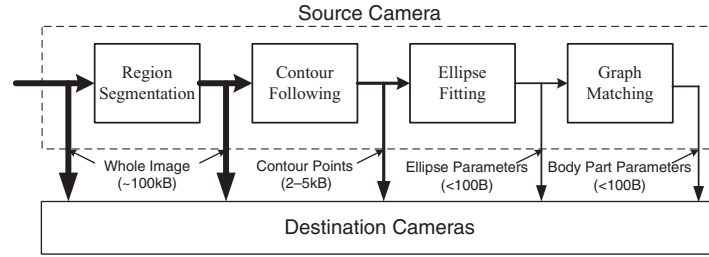 Source Camera
Region
Segmentation
Contour
Following
Ellipse
Fitting
Graph
Matching
Whole Image
(~100kB)
Contour Points
(2–5kB)
Ellipse Parameters
(<100B)
Body Part Parameters
(<100B)
Destination Cameras